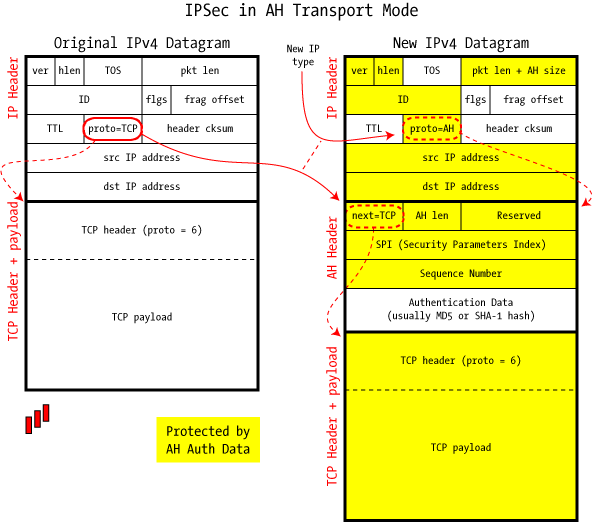 IPSec in AH Transport Mode
Original IPv4 Datagram
IP Header
ver hlen TOS pkt len
ID flgs frag offset
TTL proto=TCP header cksum
src IP address
dst IP address
TCP Header + payload
TCP header (proto = 6)
TCP payload
New IP
type
New IPv4 Datagram
IP Header
ver hlen TOS pkt len + AH size
ID flgs frag offset
TTL proto=AH header cksum
src IP address
dst IP address
AH Header
next=TCP AH len Reserved
SPI (Security Parameters Index)
Sequence Number
Authentication Data
(usually MD5 or SHA-1 hash)
TCP Header + payload
TCP header (proto = 6)
TCP payload
Protected by
AH Auth Data